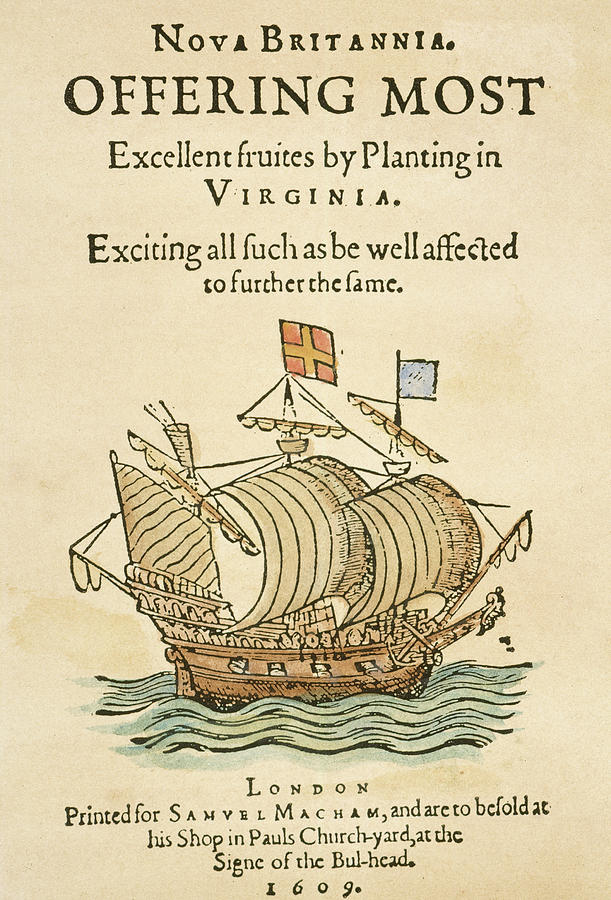 NOVA BRITANNIA.
OFFERING MOST
Excellent fruites by Planting in
VIRGINIA.
Exciting all ſuch as be well affected
to further the ſame.
LONDON
Printed for SAMVEL MACHAM, and are to beſold at
his Shop in Pauls Church-yard, at the
Signe of the Bul-head.
1609.